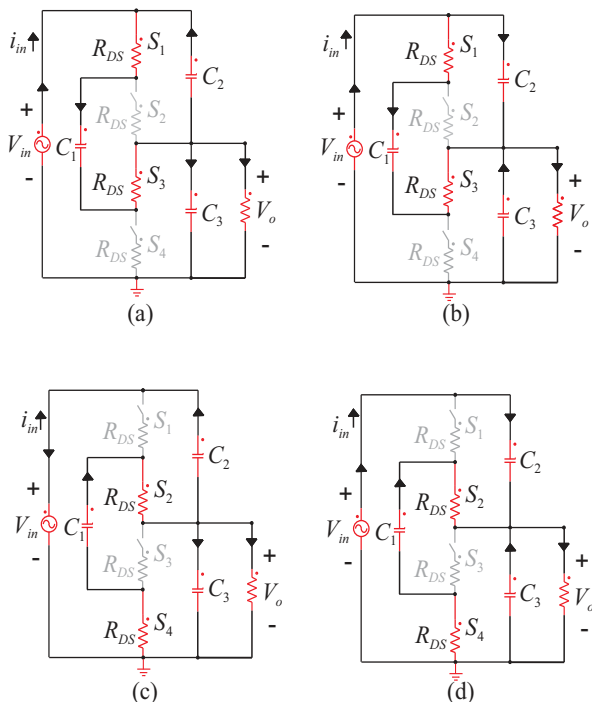 i_in
R_DS S_1
C_2
+
R_DS S_2
V_in
C_1
-
R_DS S_3
+
C_3
V_o
R_DS S_4
-
(a)
i_in
R_DS S_1
C_2
+
R_DS S_2
V_in
C_1
-
R_DS S_3
+
C_3
V_o
R_DS S_4
-
(b)
i_in
R_DS S_1
C_2
+
R_DS S_2
V_in
C_1
-
R_DS S_3
+
C_3
V_o
R_DS S_4
-
(c)
i_in
R_DS S_1
C_2
+
R_DS S_2
V_in
C_1
-
R_DS S_3
+
C_3
V_o
R_DS S_4
-
(d)